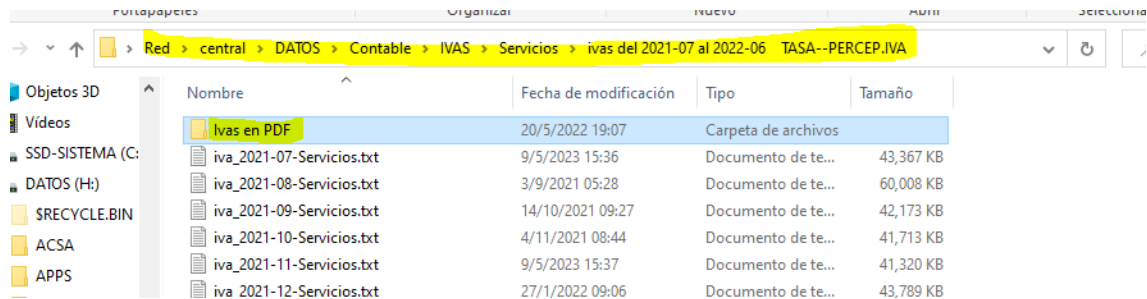 Portapapeles Organizar Nuevo Abrir Selecciona
Red > central > DATOS > Contable > IVAS > Servicios > ivas del 2021-07 al 2022-06 TASA--PERCEP.IVA
Objetos 3D Nombre Fecha de modificación Tipo Tamaño
Vídeos Ivas en PDF 20/5/2022 19:07 Carpeta de archivos
SSD-SISTEMA (C: iva_2021-07-Servicios.txt 9/5/2023 15:36 Documento de te... 43,367 KB
DATOS (H:) iva_2021-08-Servicios.txt 3/9/2021 05:28 Documento de te... 60,008 KB
$RECYCLE.BIN iva_2021-09-Servicios.txt 14/10/2021 09:27 Documento de te... 42,173 KB
ACSA iva_2021-10-Servicios.txt 4/11/2021 08:44 Documento de te... 41,713 KB
APPS iva_2021-11-Servicios.txt 9/5/2023 15:37 Documento de te... 41,320 KB
iva_2021-12-Servicios.txt 27/1/2022 09:06 Documento de te... 43,789 KB